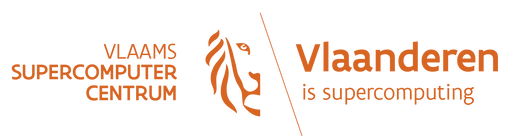 VLAAMS
SUPERCOMPUTER
CENTRUM
Vlaanderen
is supercomputing